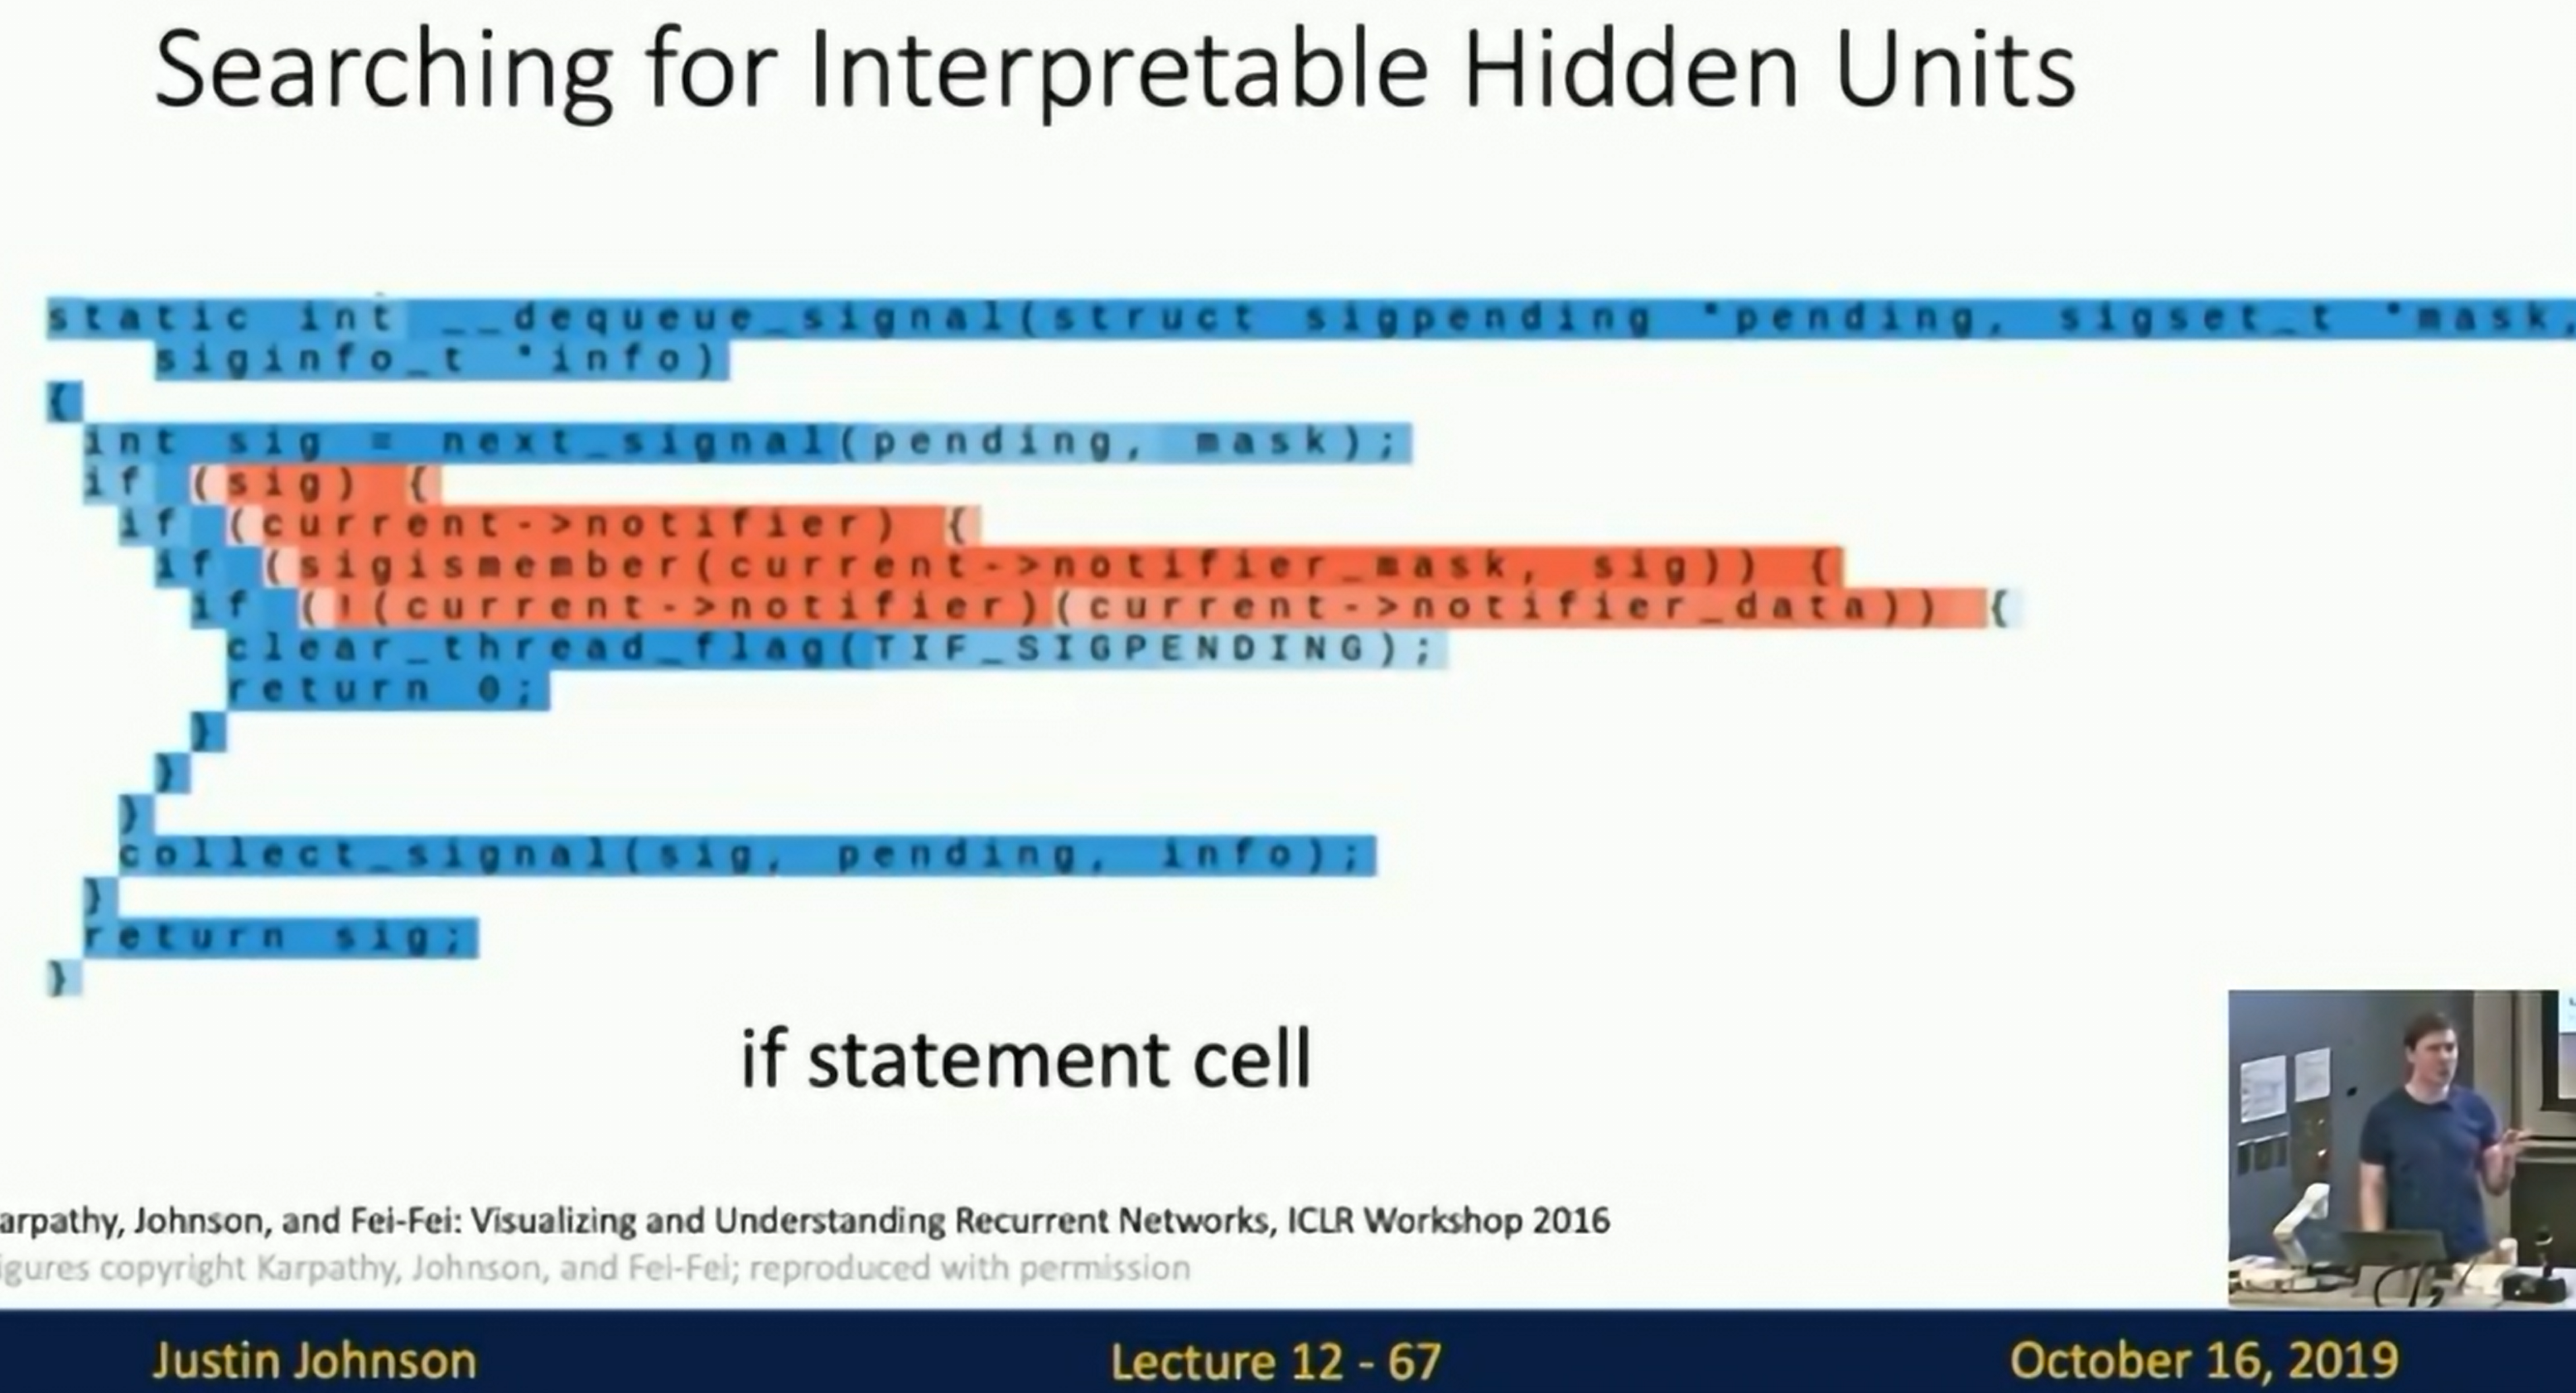 Searching for Interpretable Hidden Units
static int __dequeue_signal(struct sigpending *pending, sigset_t *mask,
siginfo_t *info)
{
int sig = next_signal(pending, mask);
if (sig) {
if (current->notifier) {
if (sigismember(current->notifier_mask, sig)) {
if (!(current->notifier)(current->notifier_data)) {
clear_thread_flag(TIF_SIGPENDING);
return 0;
}
}
}
collect_signal(sig, pending, info);
}
return sig;
}
if statement cell
arpathy, Johnson, and Fei-Fei: Visualizing and Understanding Recurrent Networks, ICLR Workshop 2016
igures copyright Karpathy, Johnson, and Fei-Fei; reproduced with permission
Justin Johnson
Lecture 12 - 67
October 16, 2019